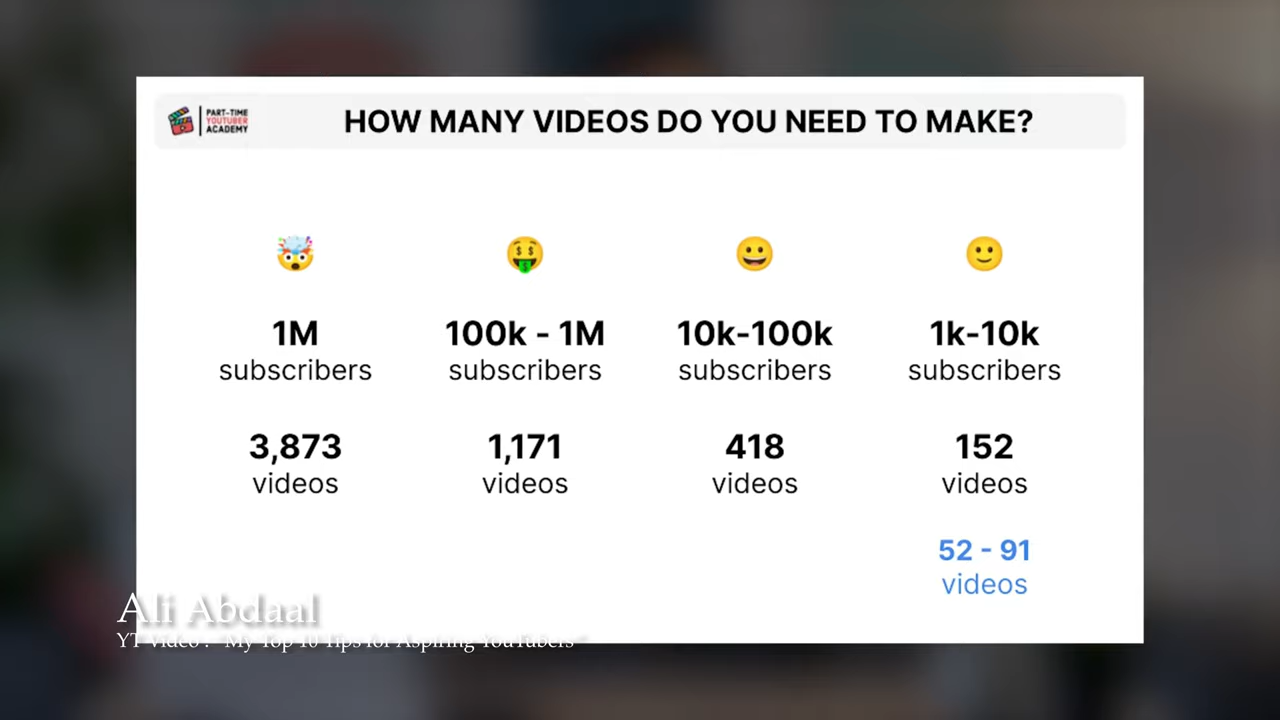 PART-TIME
YOUTUBER
ACADEMY
HOW MANY VIDEOS DO YOU NEED TO MAKE?
1M
subscribers
3,873
videos
100k - 1M
subscribers
1,171
videos
10k-100k
subscribers
418
videos
1k-10k
subscribers
152
videos
52 - 91
videos
Ali Abdaal
YT Video : "My Top 10 Tips for Aspiring YouTubers"